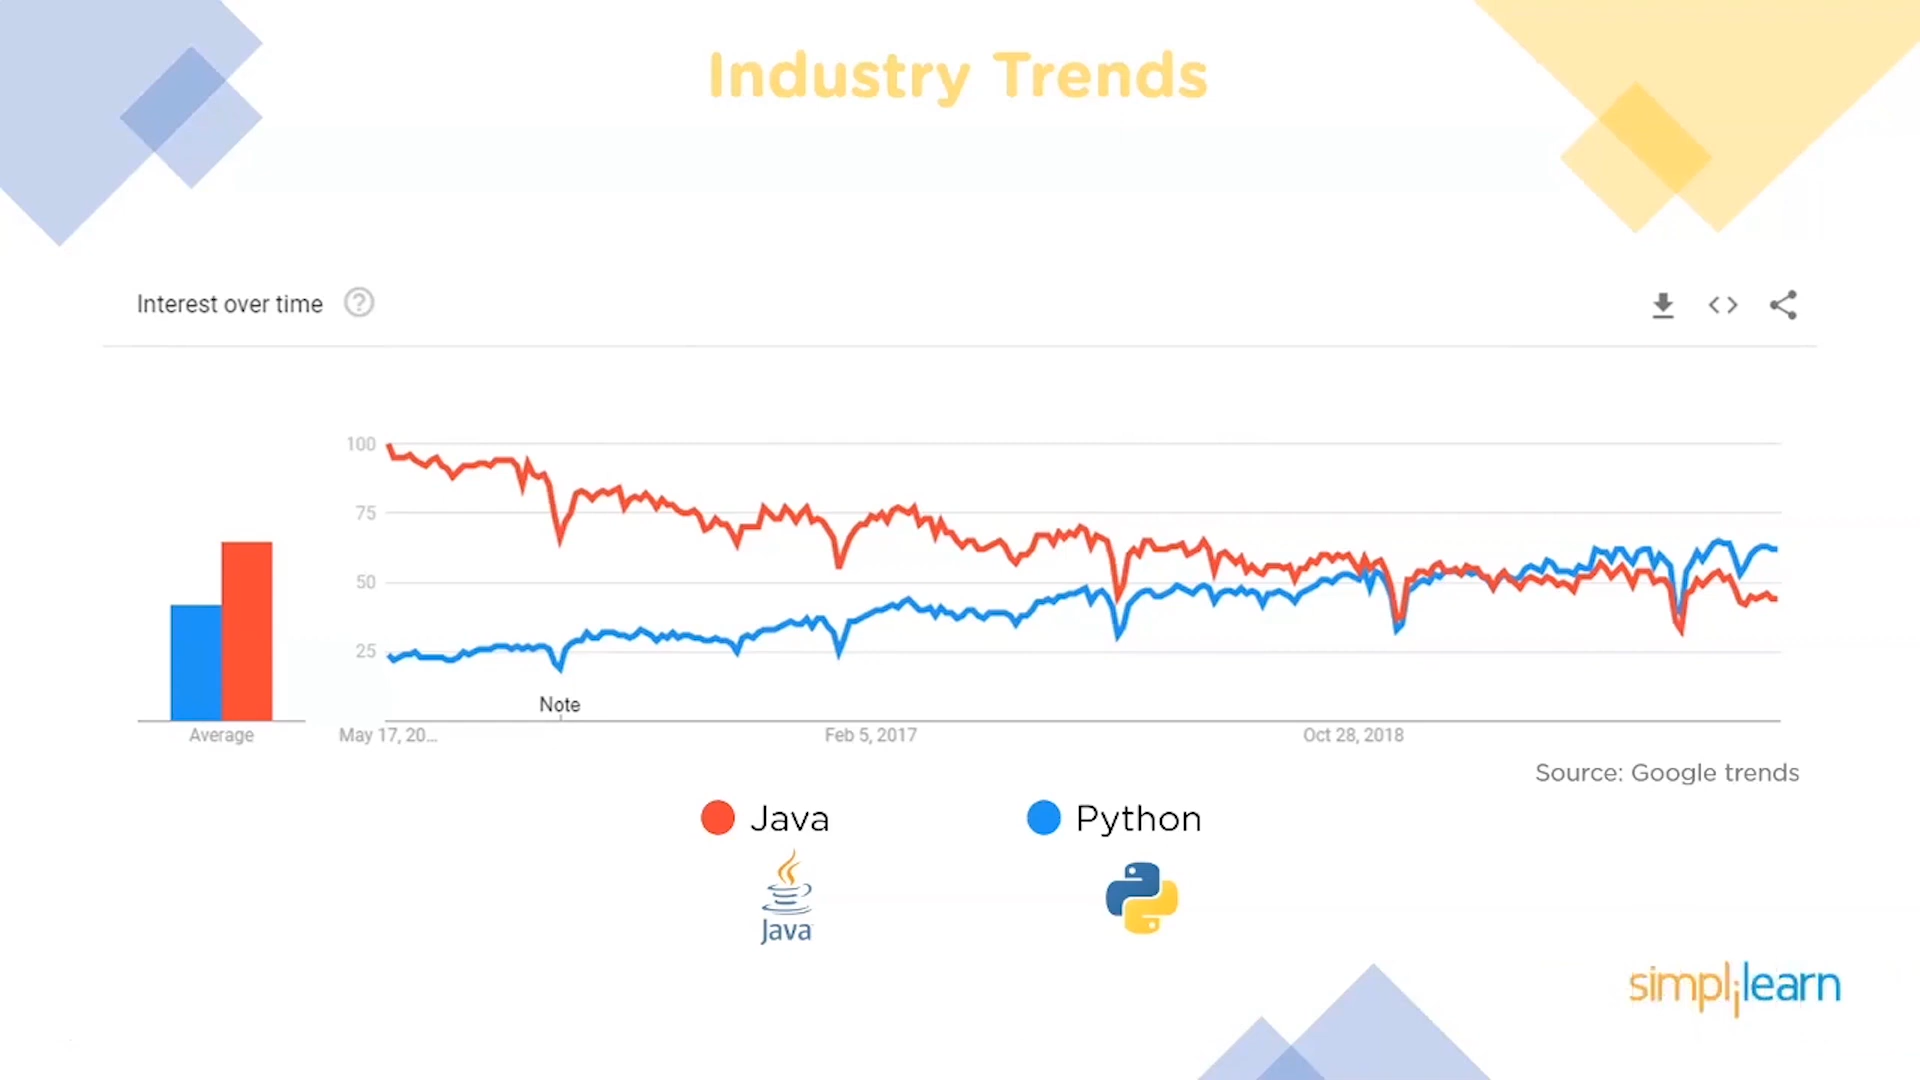 Industry Trends
Interest over time
?
100
75
50
25
Note
Average
May 17, 20...
Feb 5, 2017
Oct 28, 2018
Source: Google trends
Java
Python
Java
simplilearn